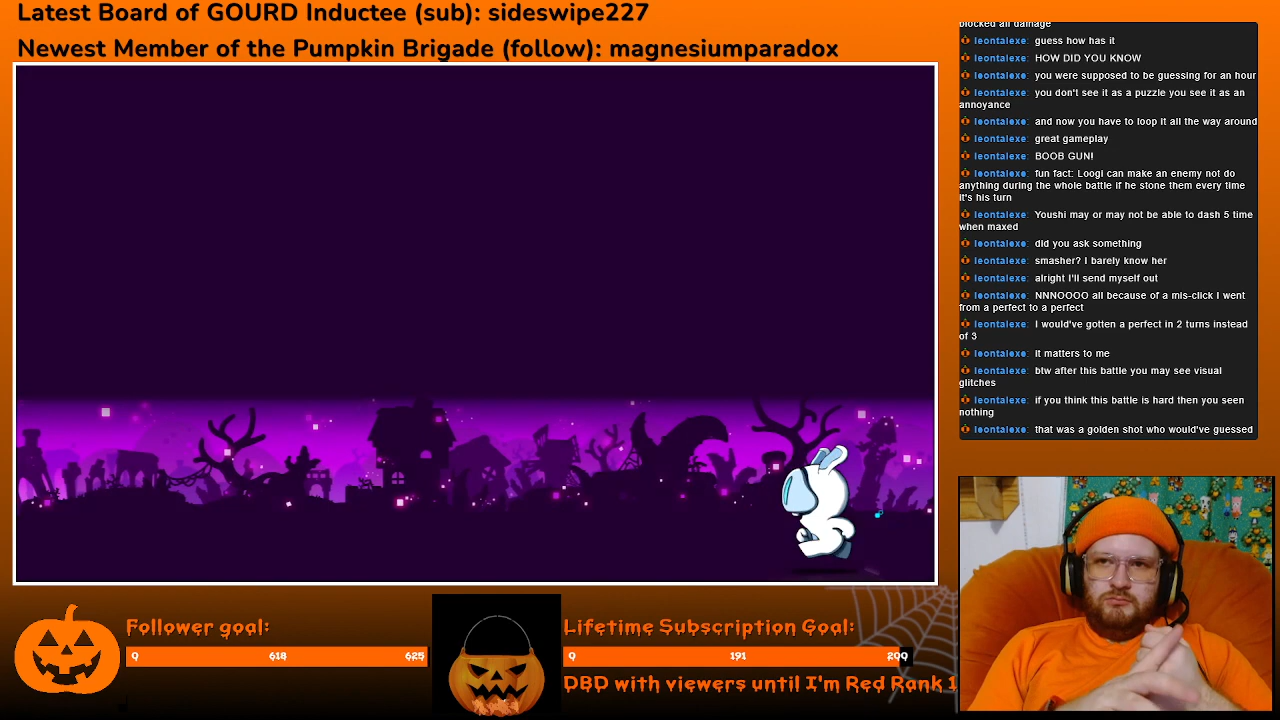 Latest Board of GOURD Inductee (sub): sideswipe227
Newest Member of the Pumpkin Brigade (follow): magnesiumparadox
blocked all damage
leontalexe: guess how has it
leontalexe: HOW DID YOU KNOW
leontalexe: you were supposed to be guessing for an hour
leontalexe: you don't see it as a puzzle you see it as an
annoyance
leontalexe: and now you have to loop it all the way around
leontalexe: great gameplay
leontalexe: BOOB GUN!
leontalexe: fun fact: Loogi can make an enemy not do
anything during the whole battle if he stone them every time
it's his turn
leontalexe: Youshi may or may not be able to dash 5 time
when maxed
leontalexe: did you ask something
leontalexe: smasher? I barely know her
leontalexe: alright I'll send myself out
leontalexe: NNNOOOO all because of a mis-click I went
from a perfect to a perfect
leontalexe: I would've gotten a perfect in 2 turns instead
of 3
leontalexe: it matters to me
leontalexe: btw after this battle you may see visual
glitches
leontalexe: if you think this battle is hard then you seen
nothing
leontalexe: that was a golden shot who would've guessed
Follower goal:
0 618 625
Lifetime Subscription Goal:
0 191 200
DBD with viewers until I'm Red Rank 1